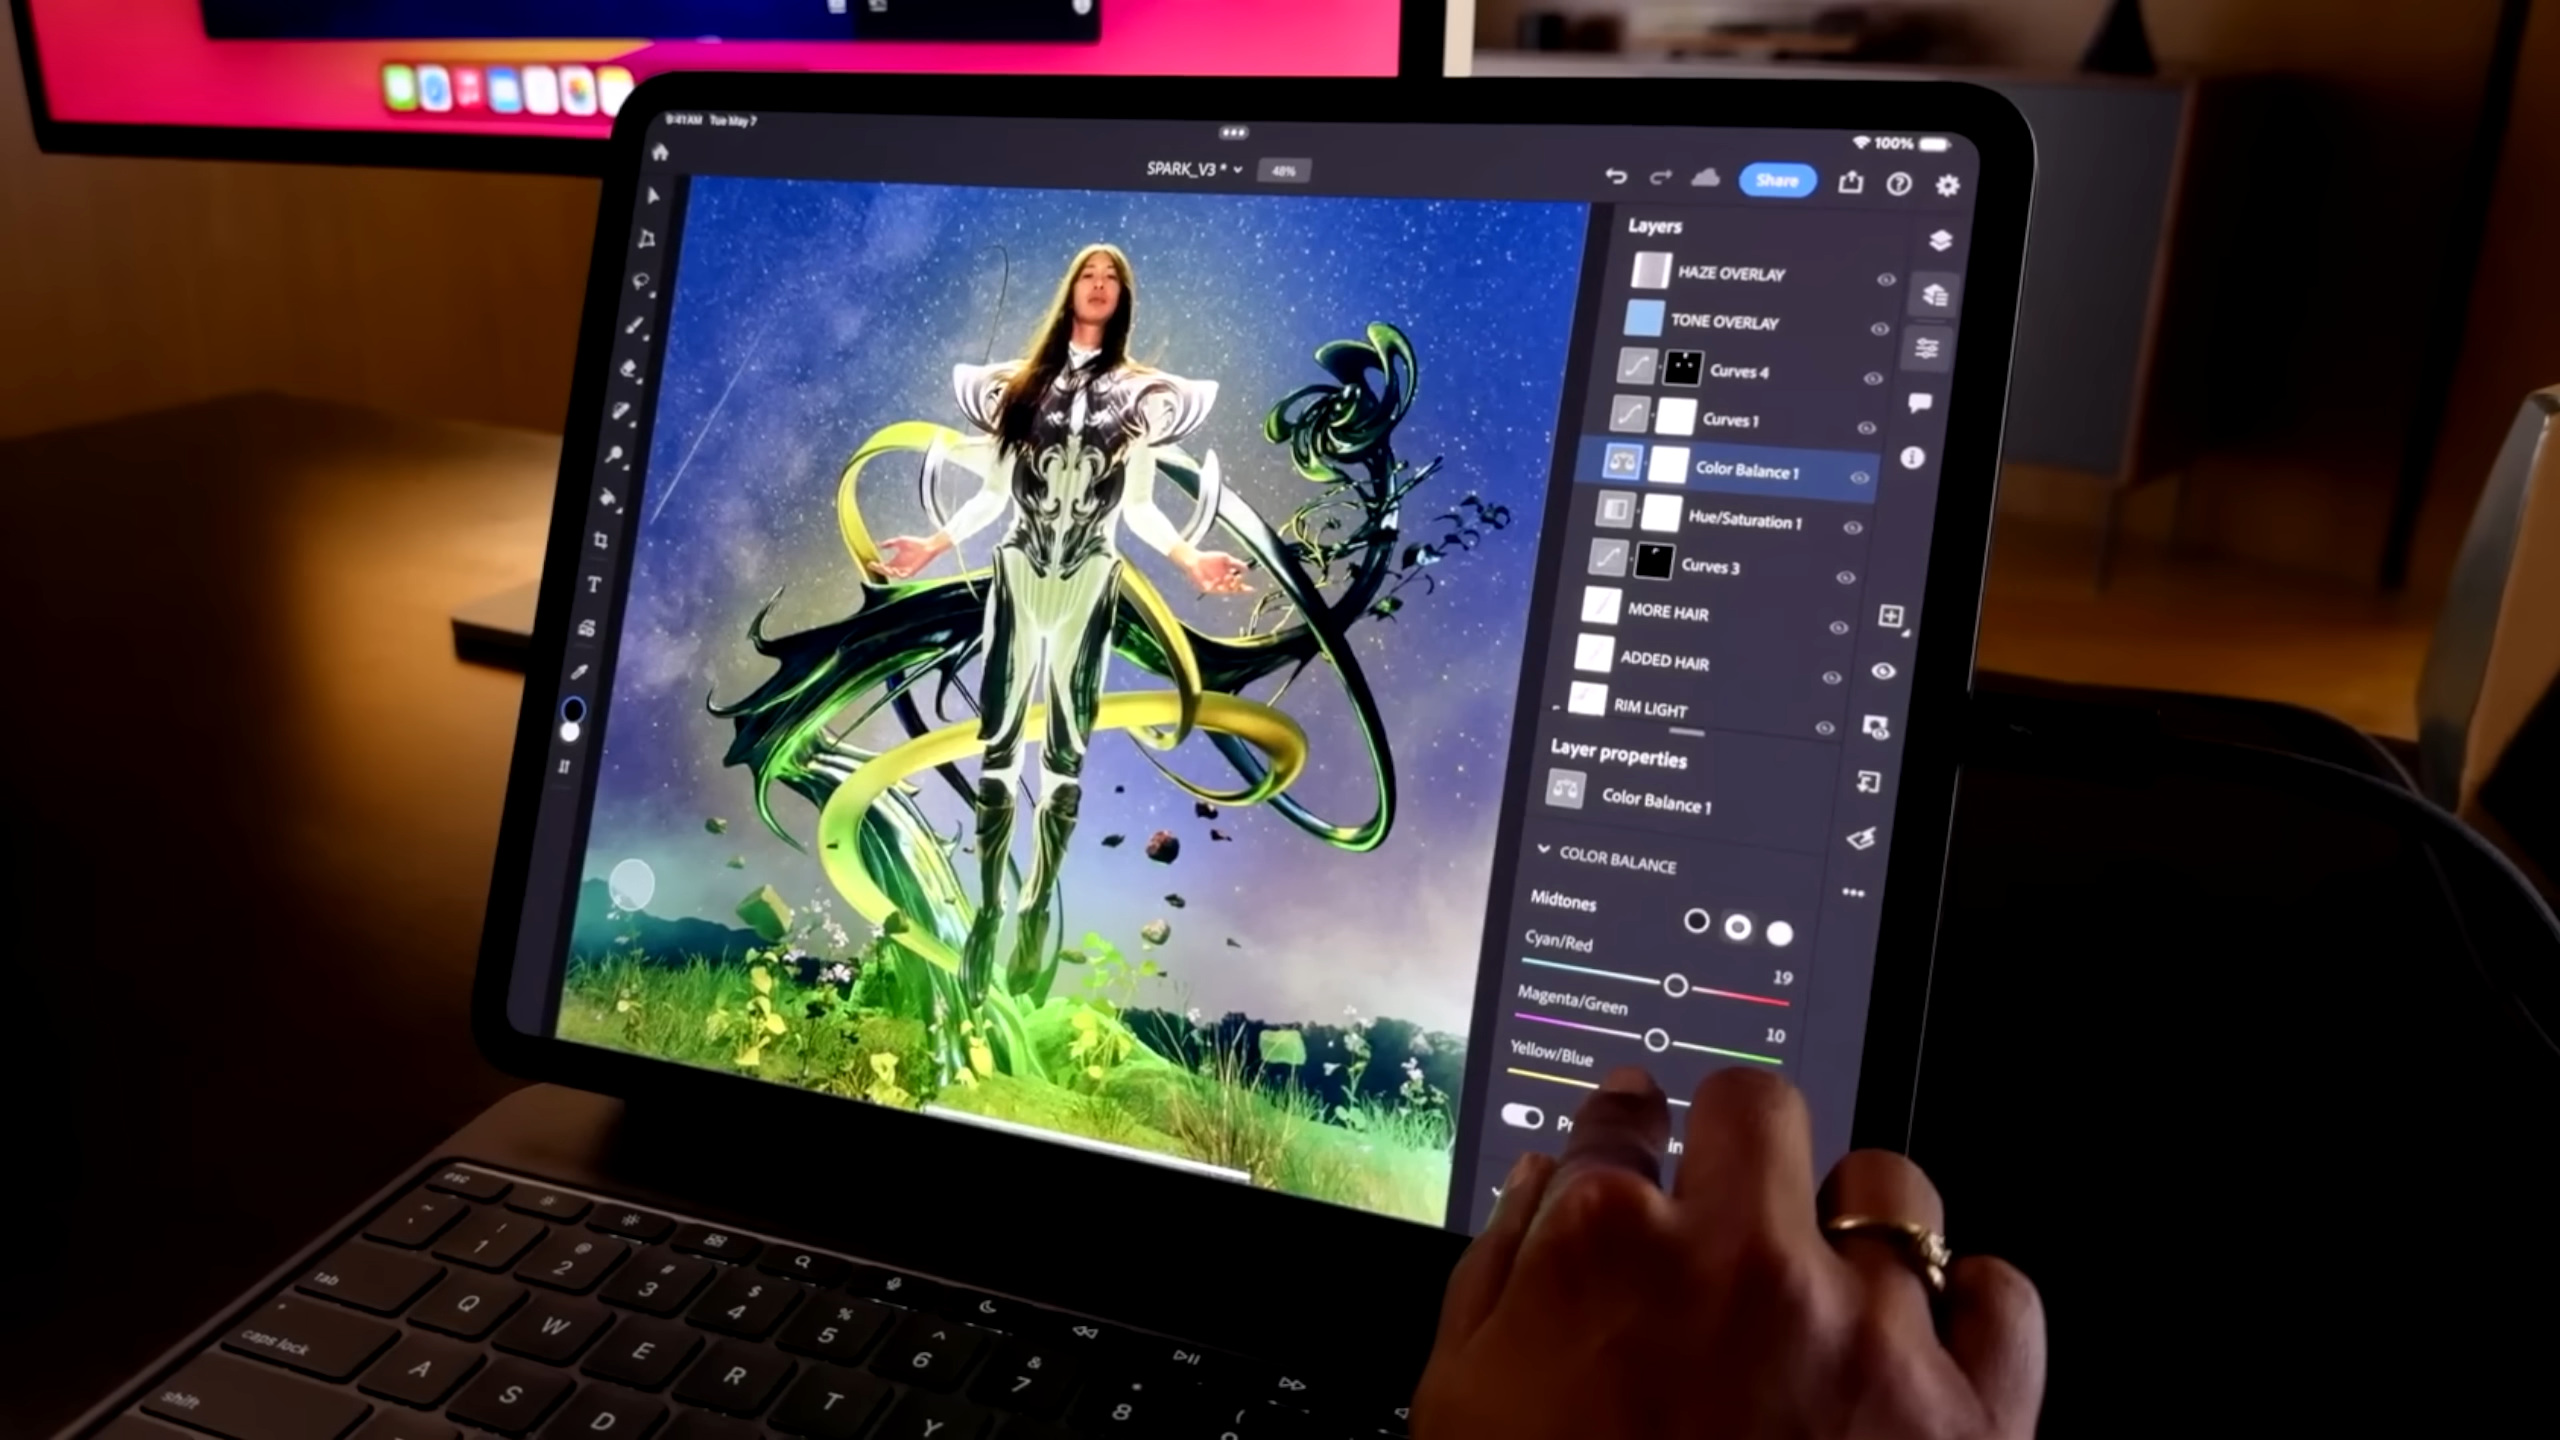 9:41AM Tue May 7
100%
SPARK_V3 *
48%
Share
Layers
HAZE OVERLAY
TONE OVERLAY
Curves 4
Curves 1
Color Balance 1
Hue/Saturation 1
Curves 3
MORE HAIR
ADDED HAIR
RIM LIGHT
Layer properties
Color Balance 1
COLOR BALANCE
Midtones
Cyan/Red
19
Magenta/Green
10
Yellow/Blue
T
esc
~ ! @ # $ % ^ & *
1 2 3 4 5 6 7 8
tab Q W E R T Y
caps lock A S D
shift